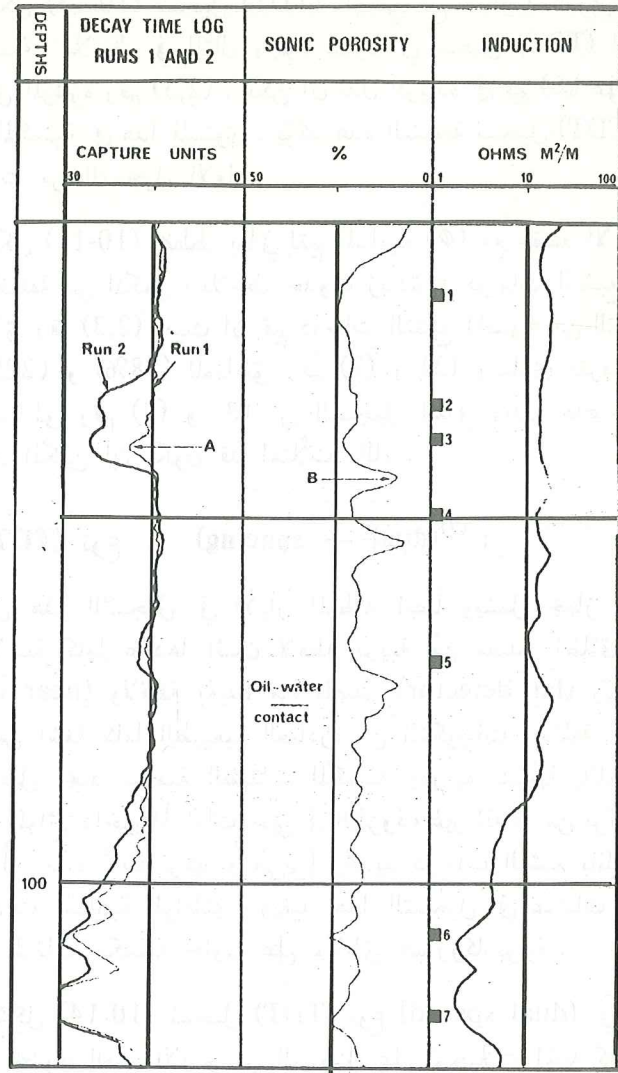 DEPTHS
DECAY TIME LOG
RUNS 1 AND 2
SONIC POROSITY
INDUCTION
CAPTURE UNITS
%
OHMS M²/M
30
0
50
0
1
10
100
1
Run 2
Run 1
2
3
A
B
4
5
Oil-water
contact
100
6
7